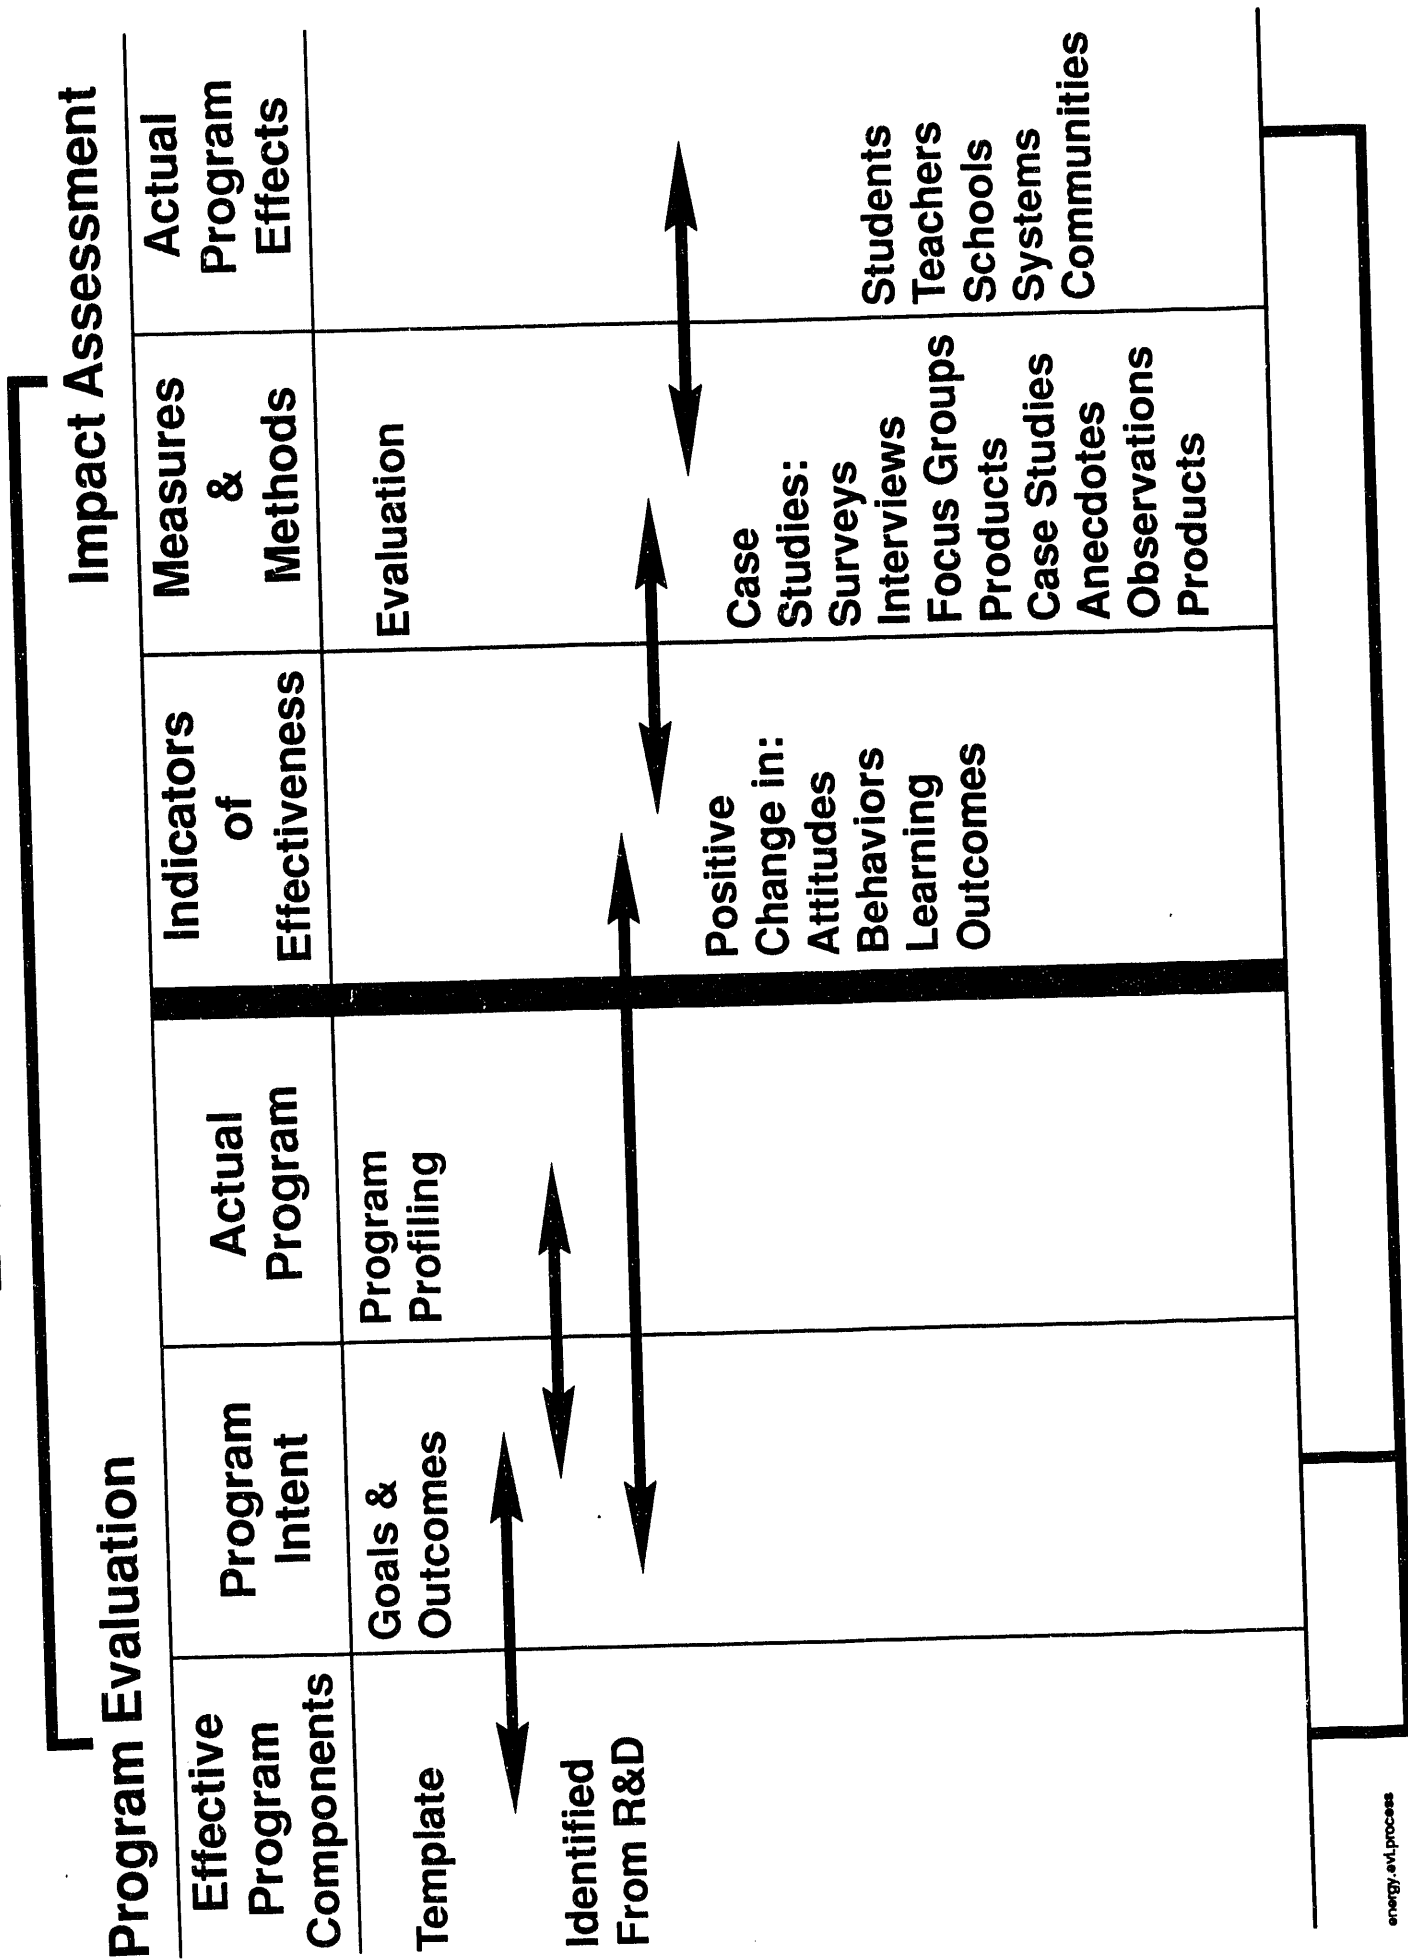 Program Evaluation
Impact Assessment
Effective
Program
Components
Program
Intent
Actual
Program
Indicators
of
Effectiveness
Measures
&
Methods
Actual
Program
Effects
Template
Identified
From R&D
Goals &
Outcomes
Program
Profiling
Positive
Change in:
Attitudes
Behaviors
Learning
Outcomes
Evaluation
Case
Studies:
Surveys
Interviews
Focus Groups
Products
Case Studies
Anecdotes
Observations
Products
Students
Teachers
Schools
Systems
Communities
energy.evl.process